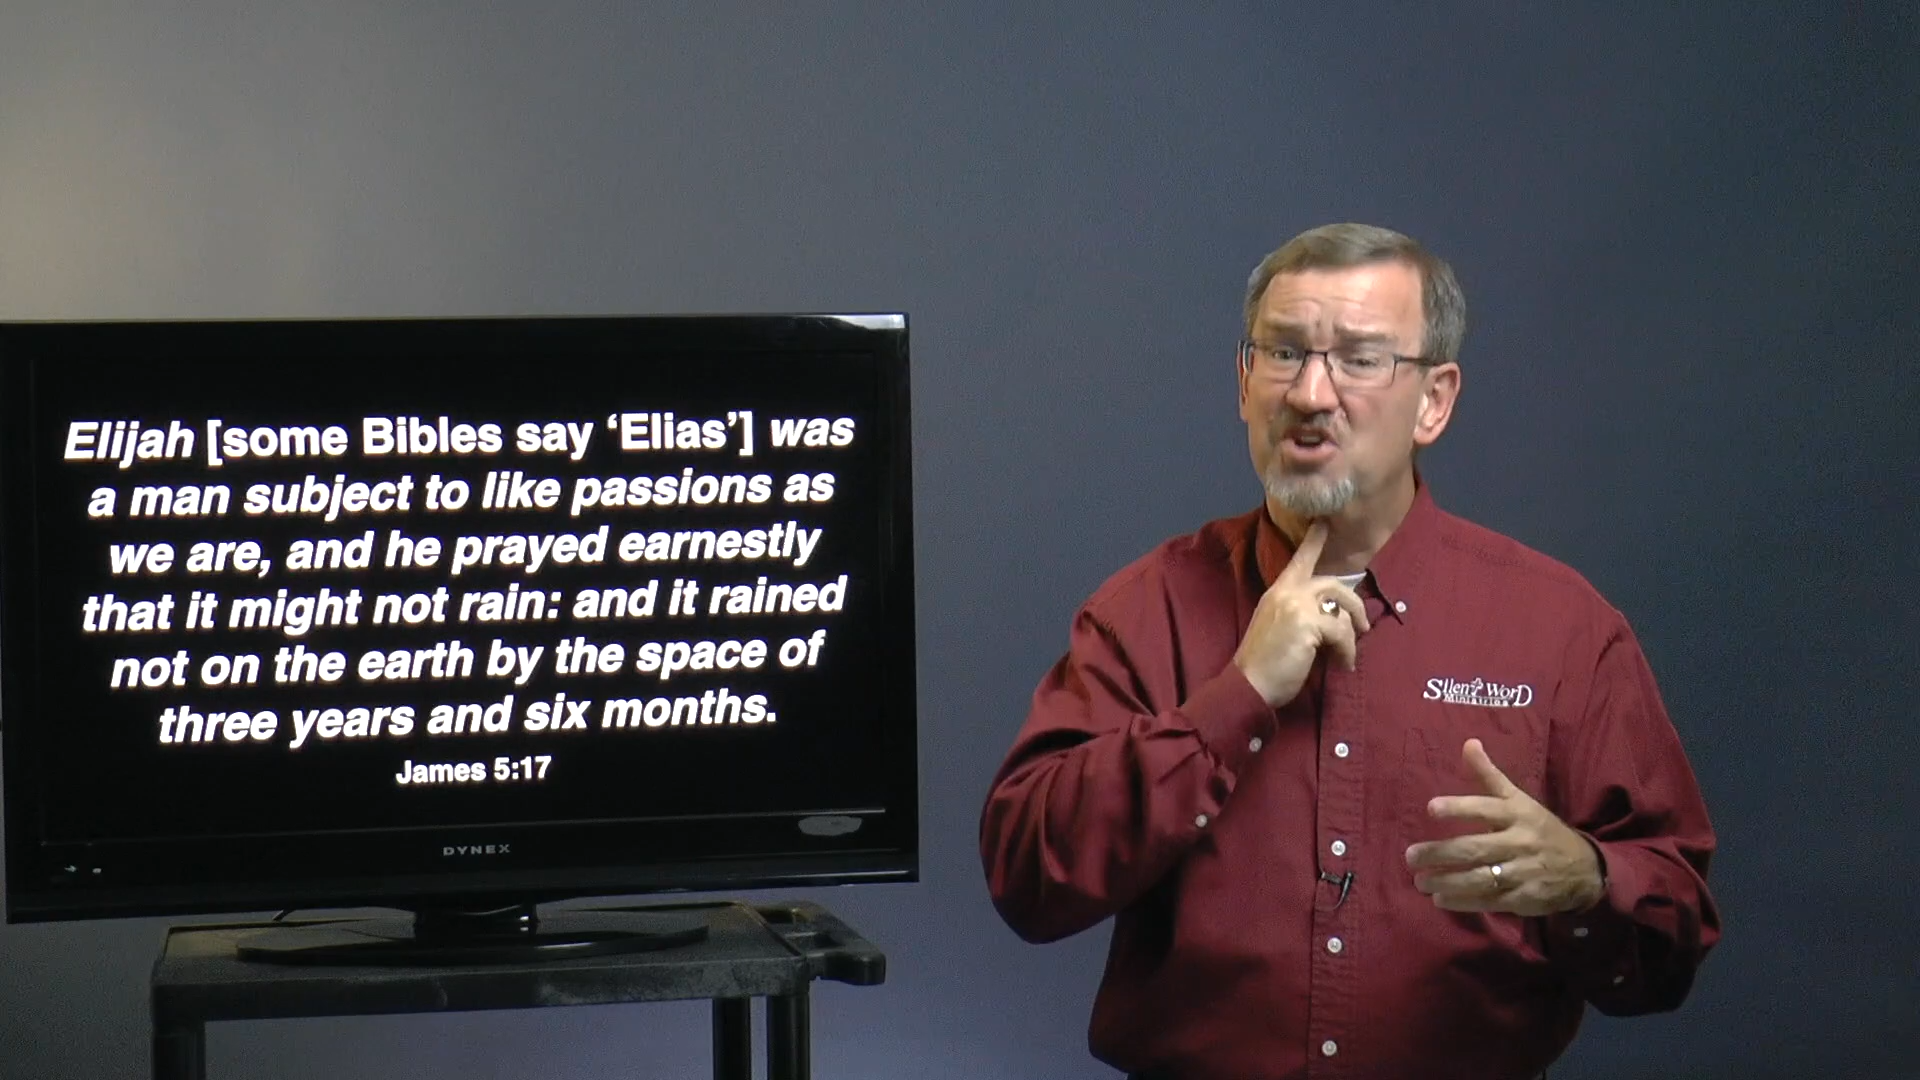 Elijah [some Bibles say ‘Elias’] was
a man subject to like passions as
we are, and he prayed earnestly
that it might not rain: and it rained
not on the earth by the space of
three years and six months.
James 5:17
DYNEX
Silent Word
Ministries